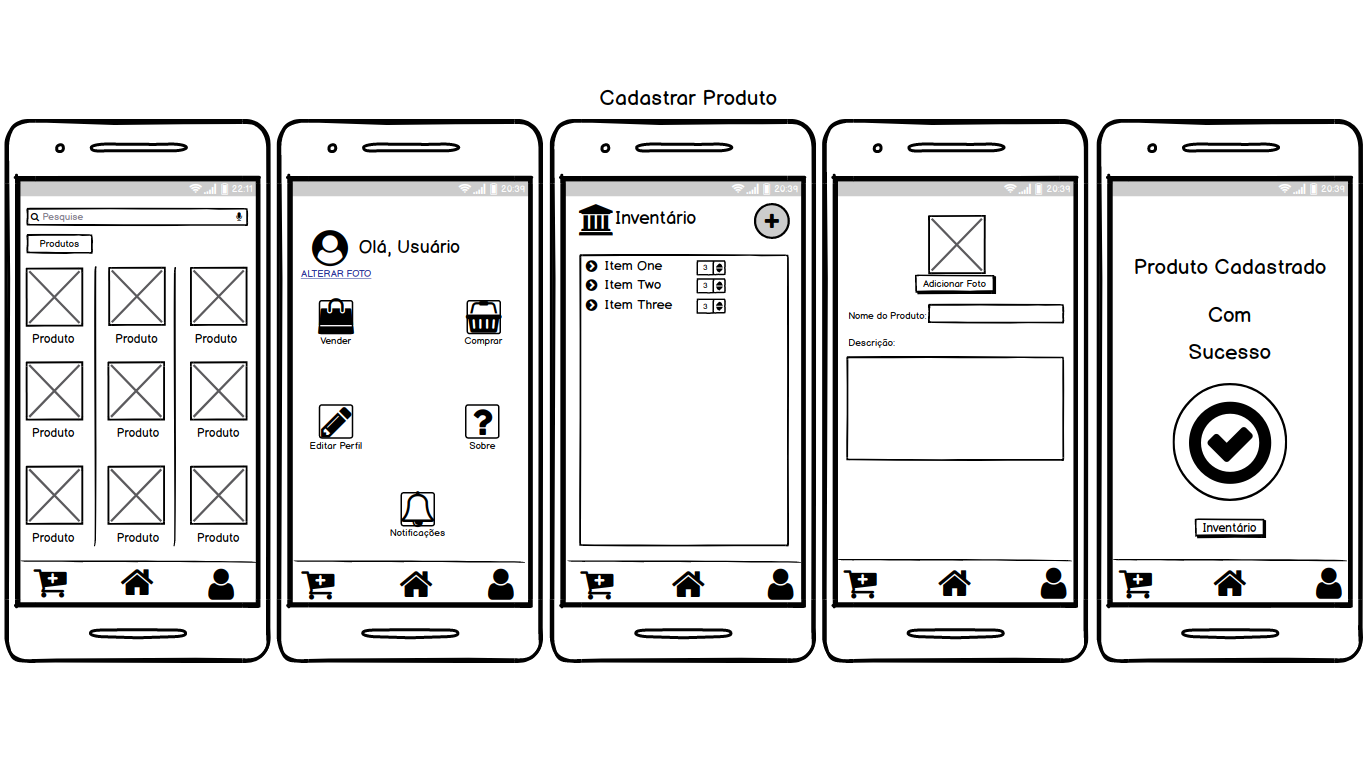 Cadastrar Produto
22:11
Pesquise
Produtos
Produto Produto Produto
Produto Produto Produto
Produto Produto Produto
20:39
Olá, Usuário
ALTERAR FOTO
Vender Comprar
Editar Perfil Sobre
Notificações
20:39
Inventário
Item One 3
Item Two 3
Item Three 3
20:39
Adicionar Foto
Nome do Produto:
Descrição:
20:39
Produto Cadastrado
Com
Sucesso
Inventário